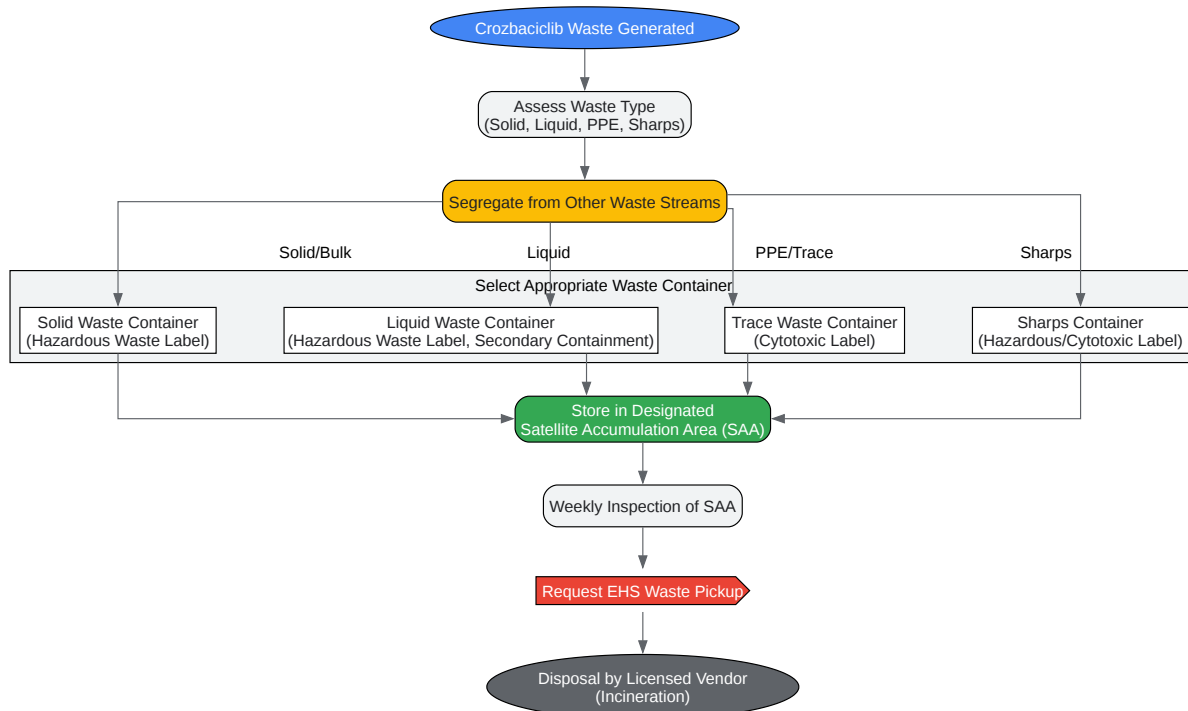 Crozbaciclib Waste Generated
Assess Waste Type
(Solid, Liquid, PPE, Sharps)
Segregate from Other Waste Streams
Solid/Bulk
Liquid
PPE/Trace
Sharps
Select Appropriate Waste Container
Solid Waste Container
(Hazardous Waste Label)
Liquid Waste Container
(Hazardous Waste Label, Secondary Containment)
Trace Waste Container
(Cytotoxic Label)
Sharps Container
(Hazardous/Cytotoxic Label)
Store in Designated
Satellite Accumulation Area (SAA)
Weekly Inspection of SAA
Request EHS Waste Pickup
Disposal by Licensed Vendor
(Incineration)